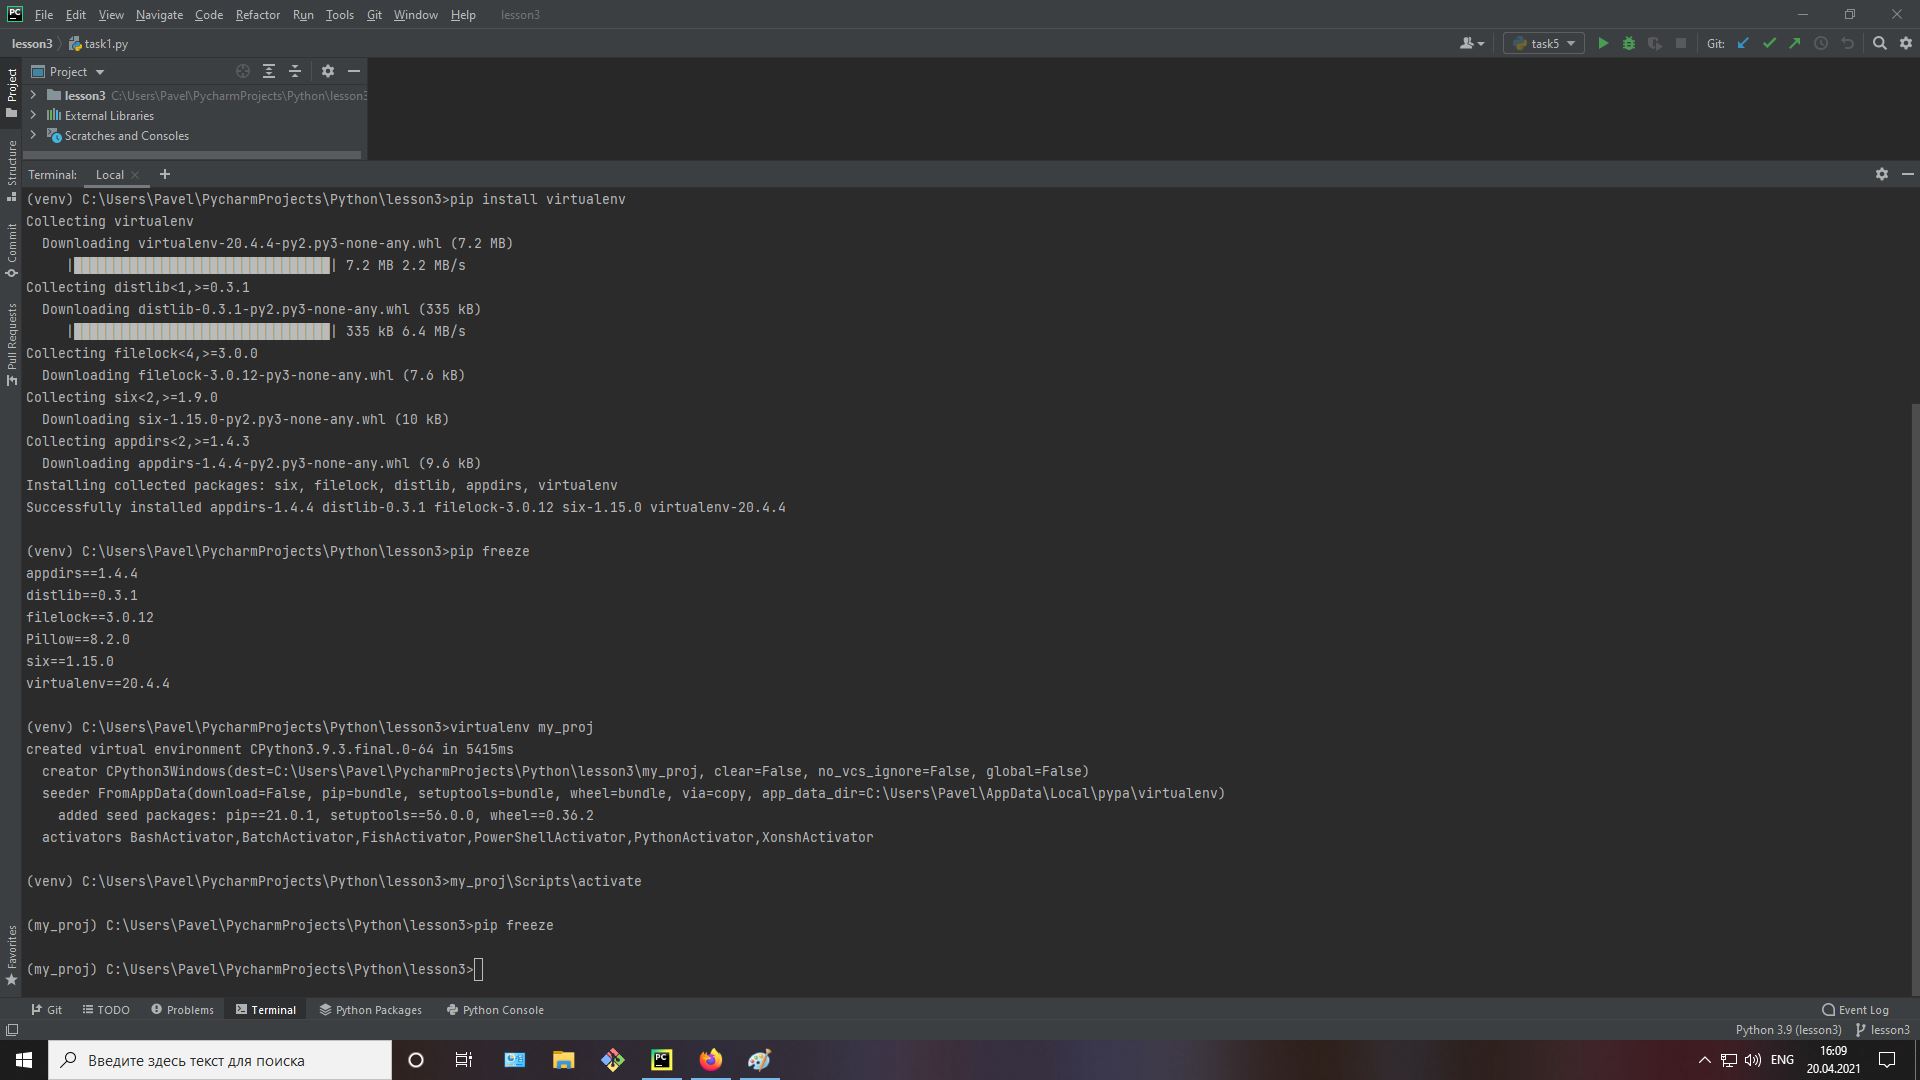 PC File Edit View Navigate Code Refactor Run Tools Git Window Help lesson3
lesson3 task1.py task5 Git:
Project
Project
lesson3 C:\Users\Pavel\PycharmProjects\Python\lesson3
External Libraries
Scratches and Consoles
Structure
Commit
Pull Requests
Favorites
Terminal: Local
(venv) C:\Users\Pavel\PycharmProjects\Python\lesson3>pip install virtualenv
Collecting virtualenv
Downloading virtualenv-20.4.4-py2.py3-none-any.whl (7.2 MB)
| | 7.2 MB 2.2 MB/s
Collecting distlib<1,>=0.3.1
Downloading distlib-0.3.1-py2.py3-none-any.whl (335 kB)
| | 335 kB 6.4 MB/s
Collecting filelock<4,>=3.0.0
Downloading filelock-3.0.12-py3-none-any.whl (7.6 kB)
Collecting six<2,>=1.9.0
Downloading six-1.15.0-py2.py3-none-any.whl (10 kB)
Collecting appdirs<2,>=1.4.3
Downloading appdirs-1.4.4-py2.py3-none-any.whl (9.6 kB)
Installing collected packages: six, filelock, distlib, appdirs, virtualenv
Successfully installed appdirs-1.4.4 distlib-0.3.1 filelock-3.0.12 six-1.15.0 virtualenv-20.4.4
(venv) C:\Users\Pavel\PycharmProjects\Python\lesson3>pip freeze
appdirs==1.4.4
distlib==0.3.1
filelock==3.0.12
Pillow==8.2.0
six==1.15.0
virtualenv==20.4.4
(venv) C:\Users\Pavel\PycharmProjects\Python\lesson3>virtualenv my_proj
created virtual environment CPython3.9.3.final.0-64 in 5415ms
creator CPython3Windows(dest=C:\Users\Pavel\PycharmProjects\Python\lesson3\my_proj, clear=False, no_vcs_ignore=False, global=False)
seeder FromAppData(download=False, pip=bundle, setuptools=bundle, wheel=bundle, via=copy, app_data_dir=C:\Users\Pavel\AppData\Local\pypa\virtualenv)
added seed packages: pip==21.0.1, setuptools==56.0.0, wheel==0.36.2
activators BashActivator,BatchActivator,FishActivator,PowerShellActivator,PythonActivator,XonshActivator
(venv) C:\Users\Pavel\PycharmProjects\Python\lesson3>my_proj\Scripts\activate
(my_proj) C:\Users\Pavel\PycharmProjects\Python\lesson3>pip freeze
(my_proj) C:\Users\Pavel\PycharmProjects\Python\lesson3>
Git TODO Problems Terminal Python Packages Python Console Event Log
Python 3.9 (lesson3) lesson3
Введите здесь текст для поиска PC ENG
16:09
20.04.2021